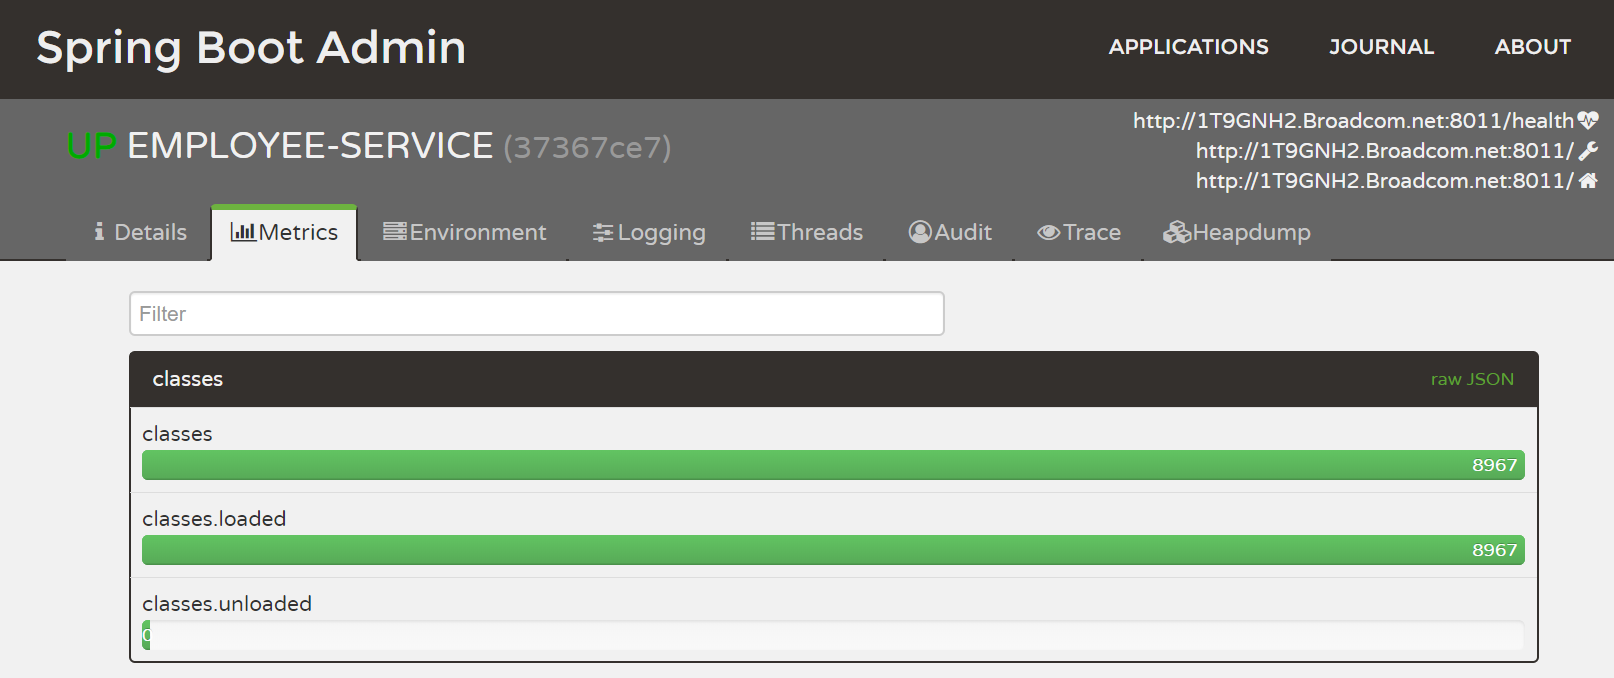 Spring Boot Admin
APPLICATIONS JOURNAL ABOUT
UP EMPLOYEE-SERVICE (37367ce7)
http://1T9GNH2.Broadcom.net:8011/health
http://1T9GNH2.Broadcom.net:8011/
http://1T9GNH2.Broadcom.net:8011/
Details Metrics Environment Logging Threads Audit Trace Heapdump
Filter
classes raw JSON
classes
8967
classes.loaded
8967
classes.unloaded
0